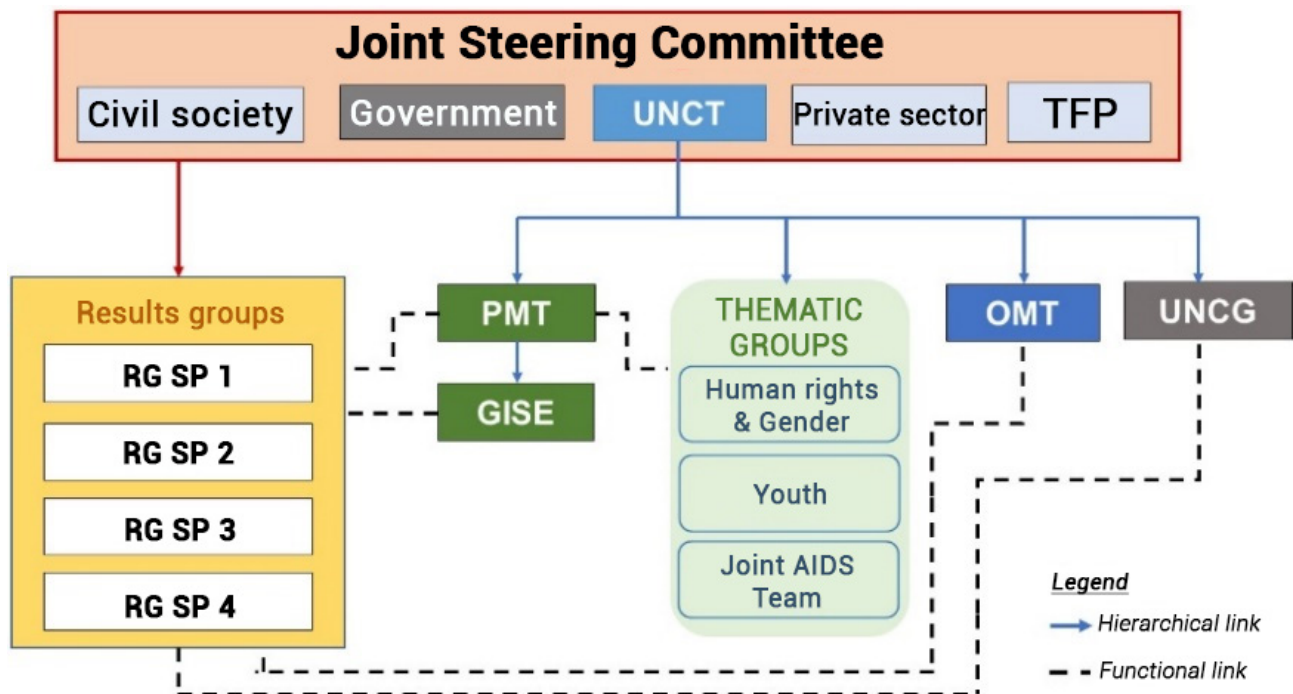 Joint Steering Committee
Civil society
Government
UNCT
Private sector
TFP
Results groups
RG SP 1
RG SP 2
RG SP 3
RG SP 4
PMT
GISE
THEMATIC
GROUPS
Human rights
& Gender
Youth
Joint AIDS
Team
OMT
UNCG
Legend
Hierarchical link
Functional link